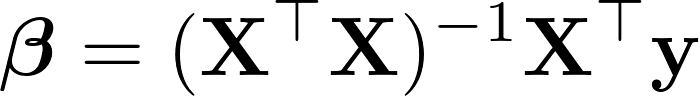 𝜷 = (𝐗⊤𝐗)−1𝐗⊤𝐲